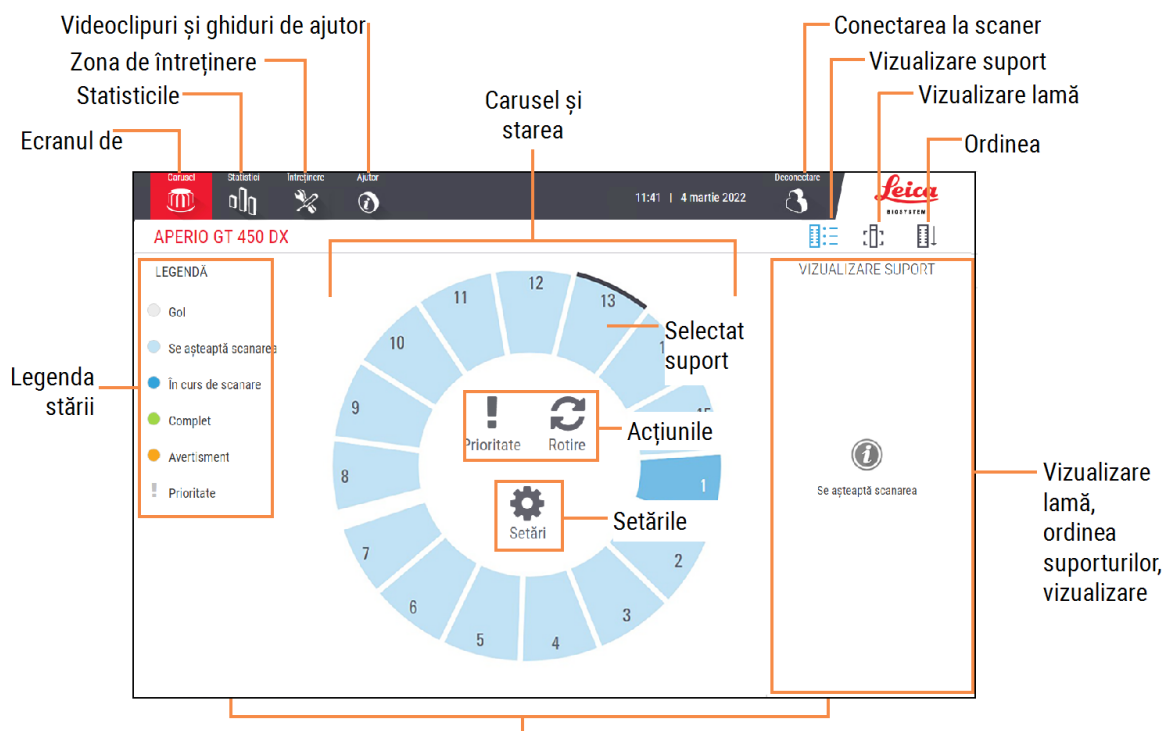 Videoclipuri și ghiduri de ajutor
Conectarea la scaner
Zona de întreținere
Vizualizare suport
Statisticile
Vizualizare lamă
Carusel și
starea
Ecranul de
Ordinea
Carusel
Statistici
Întreținere
Ajutor
11:41 | 4 martie 2022
Deconectare
Leica
BIOSYSTEMS
APERIO GT 450 DX
LEGENDĂ
VIZUALIZARE SUPORT
Gol
Se așteaptă scanarea
În curs de scanare
Complet
Avertisment
Prioritate
Legenda
stării
12
11
13
10
9
8
7
6
5
4
3
2
1
15
Selectat
suport
Prioritate
Rotire
Acțiunile
Setări
Setările
Se așteaptă scanarea
Vizualizare
lamă,
ordinea
suporturilor,
vizualizare